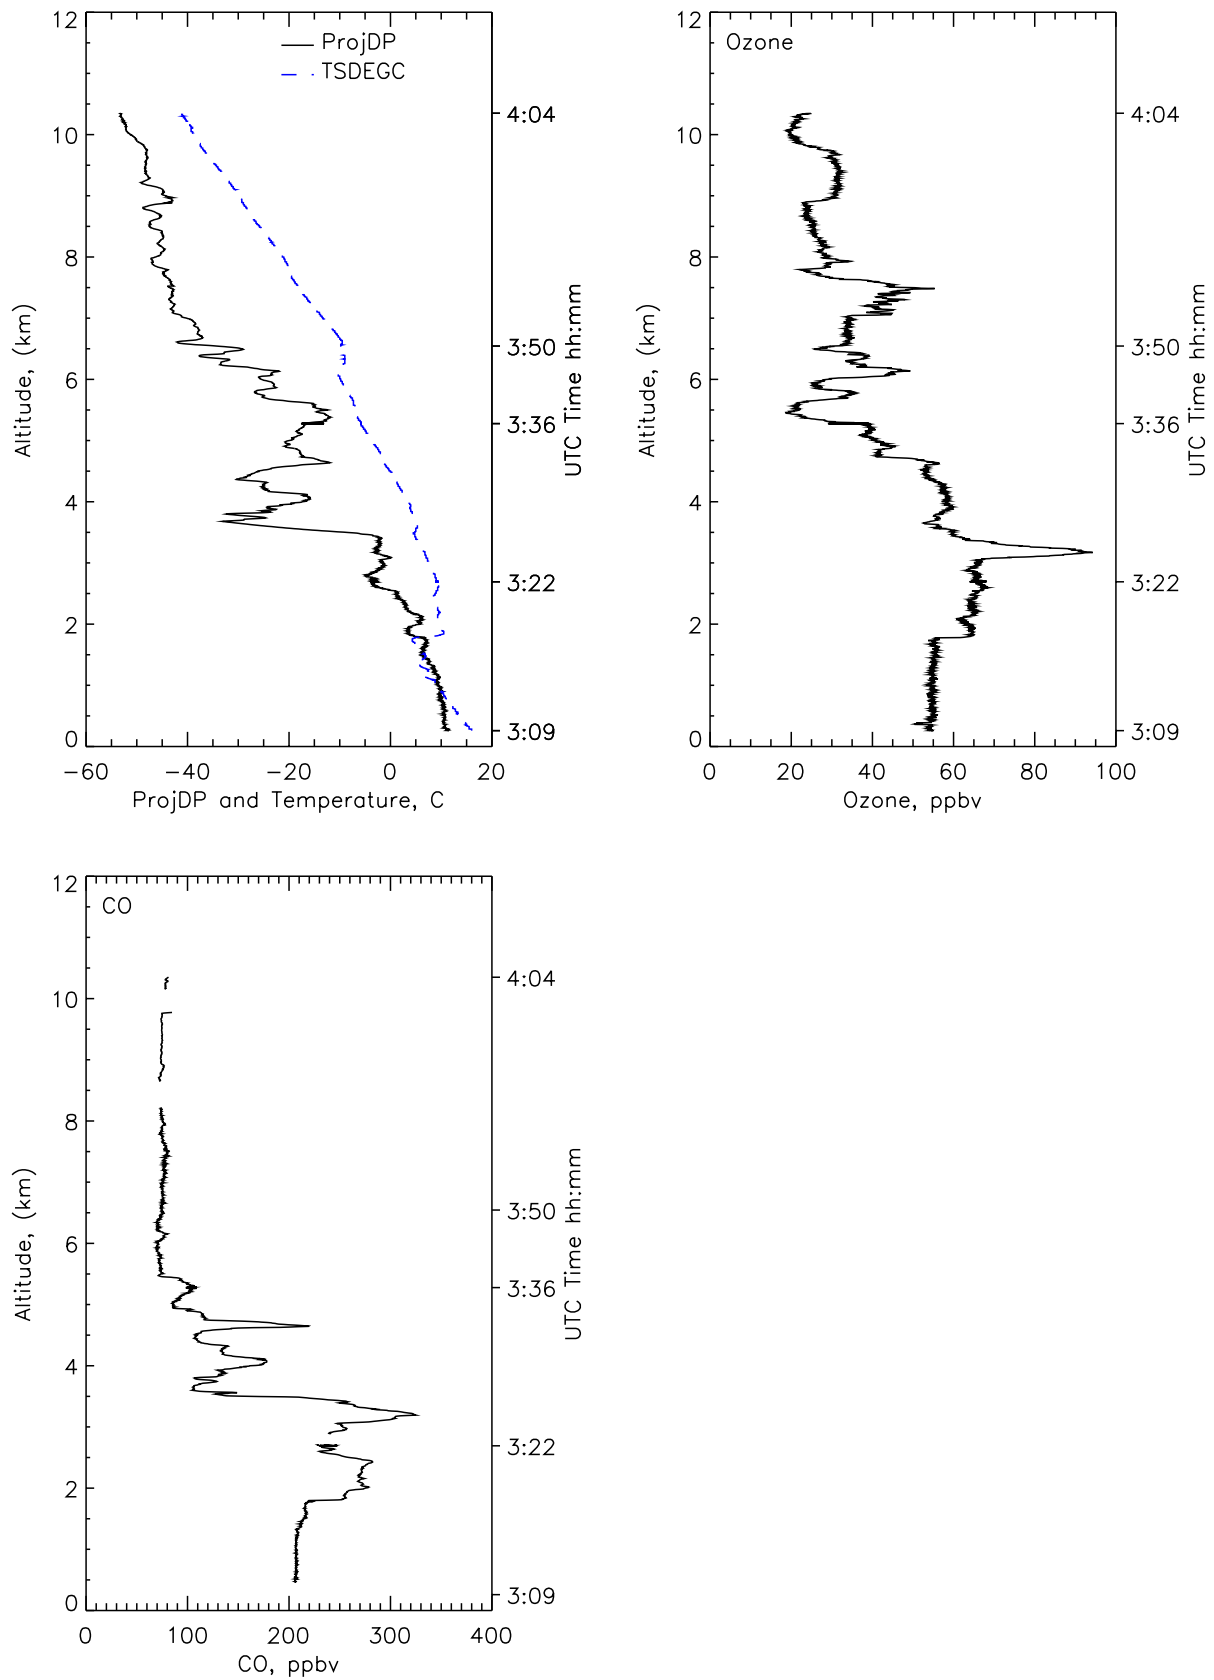 12
10
8
6
4
2
0
Altitude, (km)
ProjDP
TSDEGC
4:04
3:50
3:36
3:22
3:09
UTC Time hh:mm
-60 -40 -20 0 20
ProjDP and Temperature, C
12
10
8
6
4
2
0
Altitude, (km)
Ozone
4:04
3:50
3:36
3:22
3:09
UTC Time hh:mm
0 20 40 60 80 100
Ozone, ppbv
12
10
8
6
4
2
0
Altitude, (km)
CO
4:04
3:50
3:36
3:22
3:09
UTC Time hh:mm
0 100 200 300 400
CO, ppbv